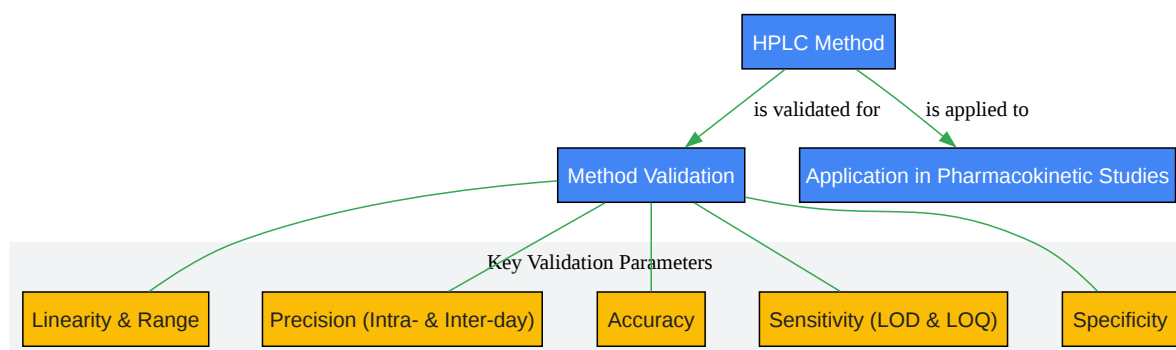 HPLC Method
is validated for
is applied to
Method Validation
Application in Pharmacokinetic Studies
Key Validation Parameters
Linearity & Range
Precision (Intra- & Inter-day)
Accuracy
Sensitivity (LOD & LOQ)
Specificity